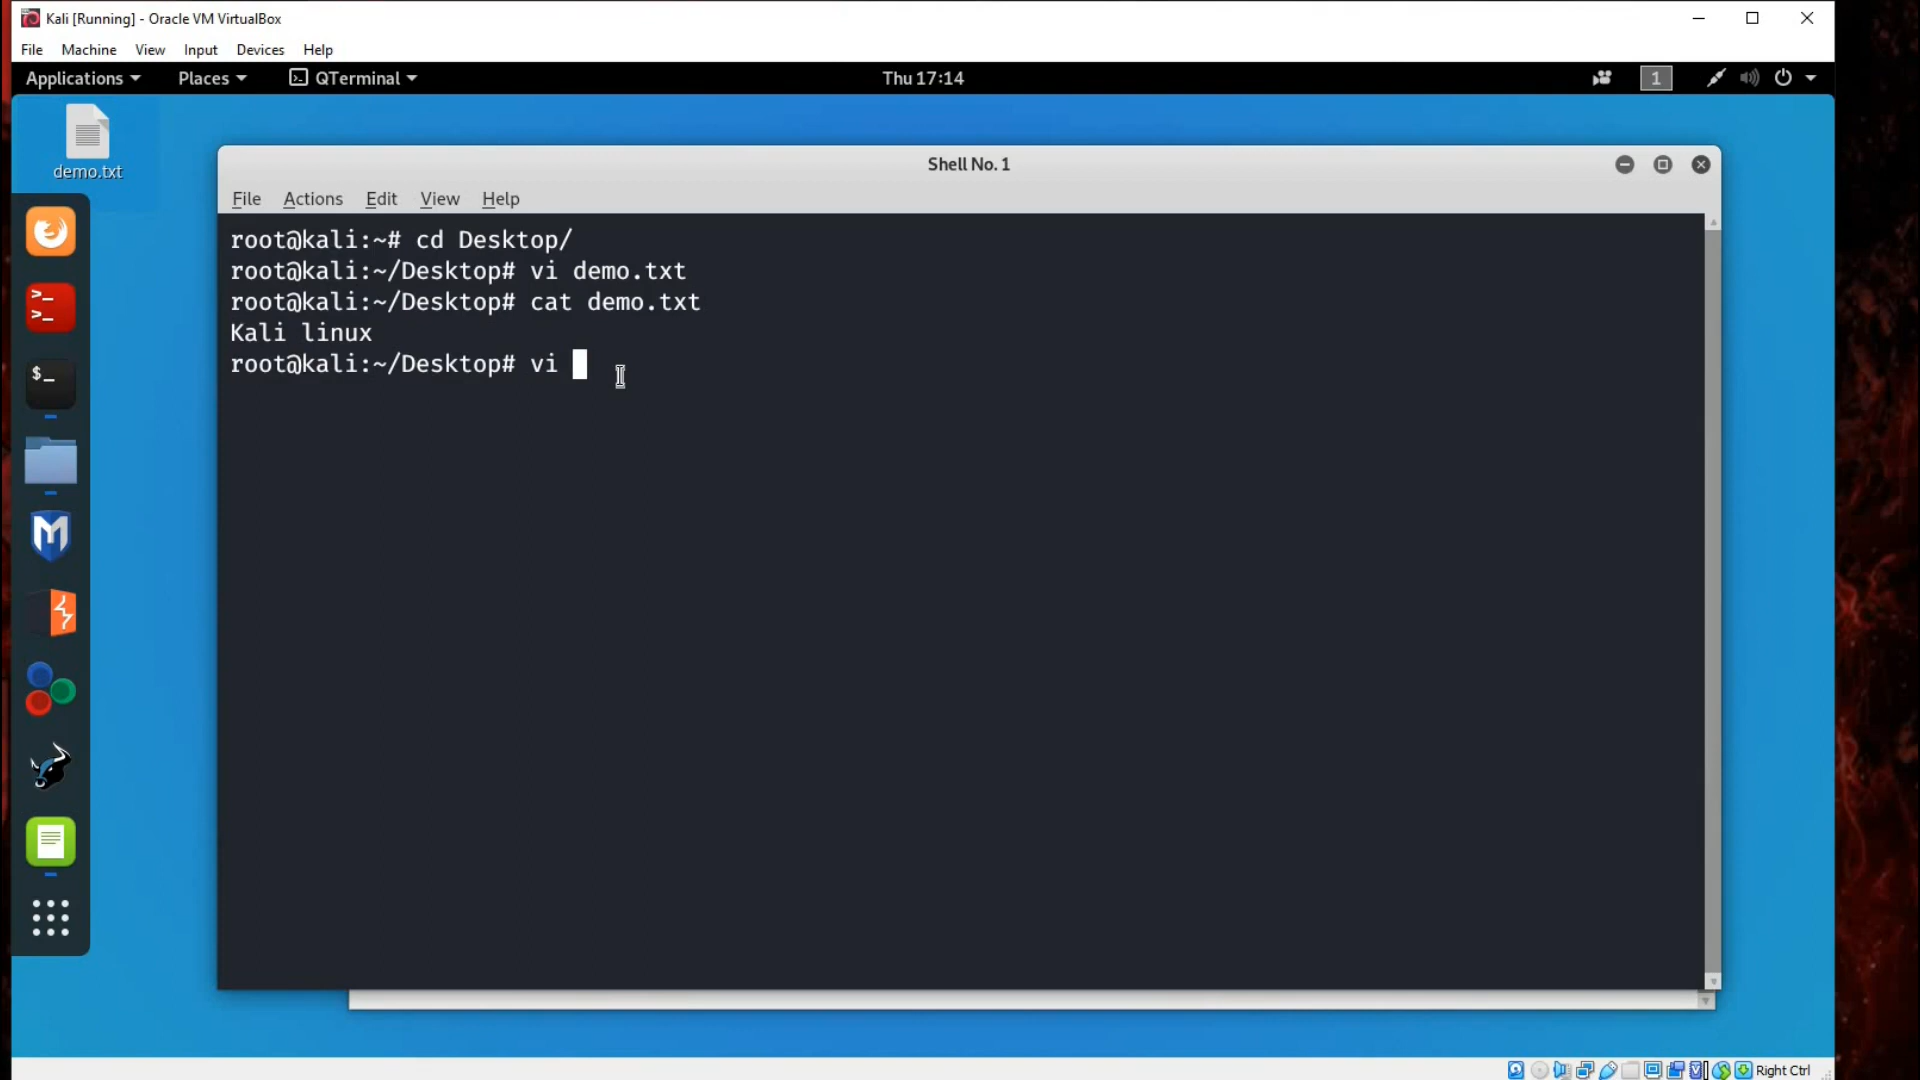 Kali [Running] - Oracle VM VirtualBox
File Machine View Input Devices Help
Applications Places QTerminal Thu 17:14 1
demo.txt
Shell No. 1
File Actions Edit View Help
root@kali:~# cd Desktop/
root@kali:~/Desktop# vi demo.txt
root@kali:~/Desktop# cat demo.txt
Kali linux
root@kali:~/Desktop# vi
Right Ctrl